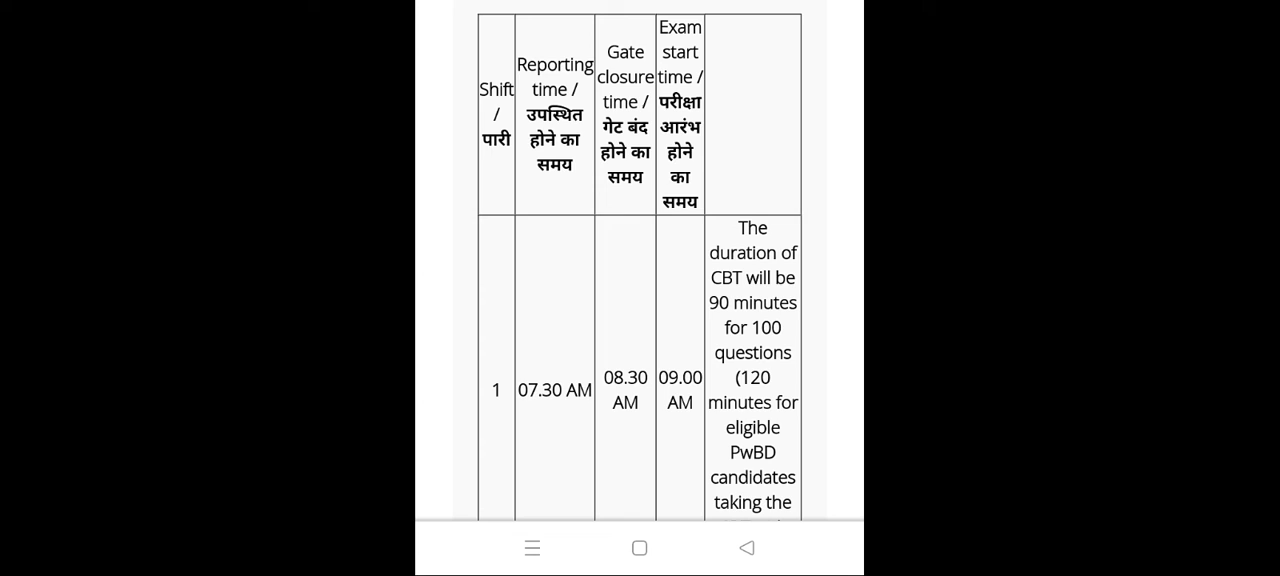 Shift
/
पारी
Reporting
time /
उपस्थित
होने का
समय
Gate
closure
time /
गेट बंद
होने का
समय
Exam
start
time /
परीक्षा
आरंभ
होने
का
समय
1
07.30 AM
08.30
AM
09.00
AM
The
duration of
CBT will be
90 minutes
for 100
questions
(120
minutes for
eligible
PwBD
candidates
taking the